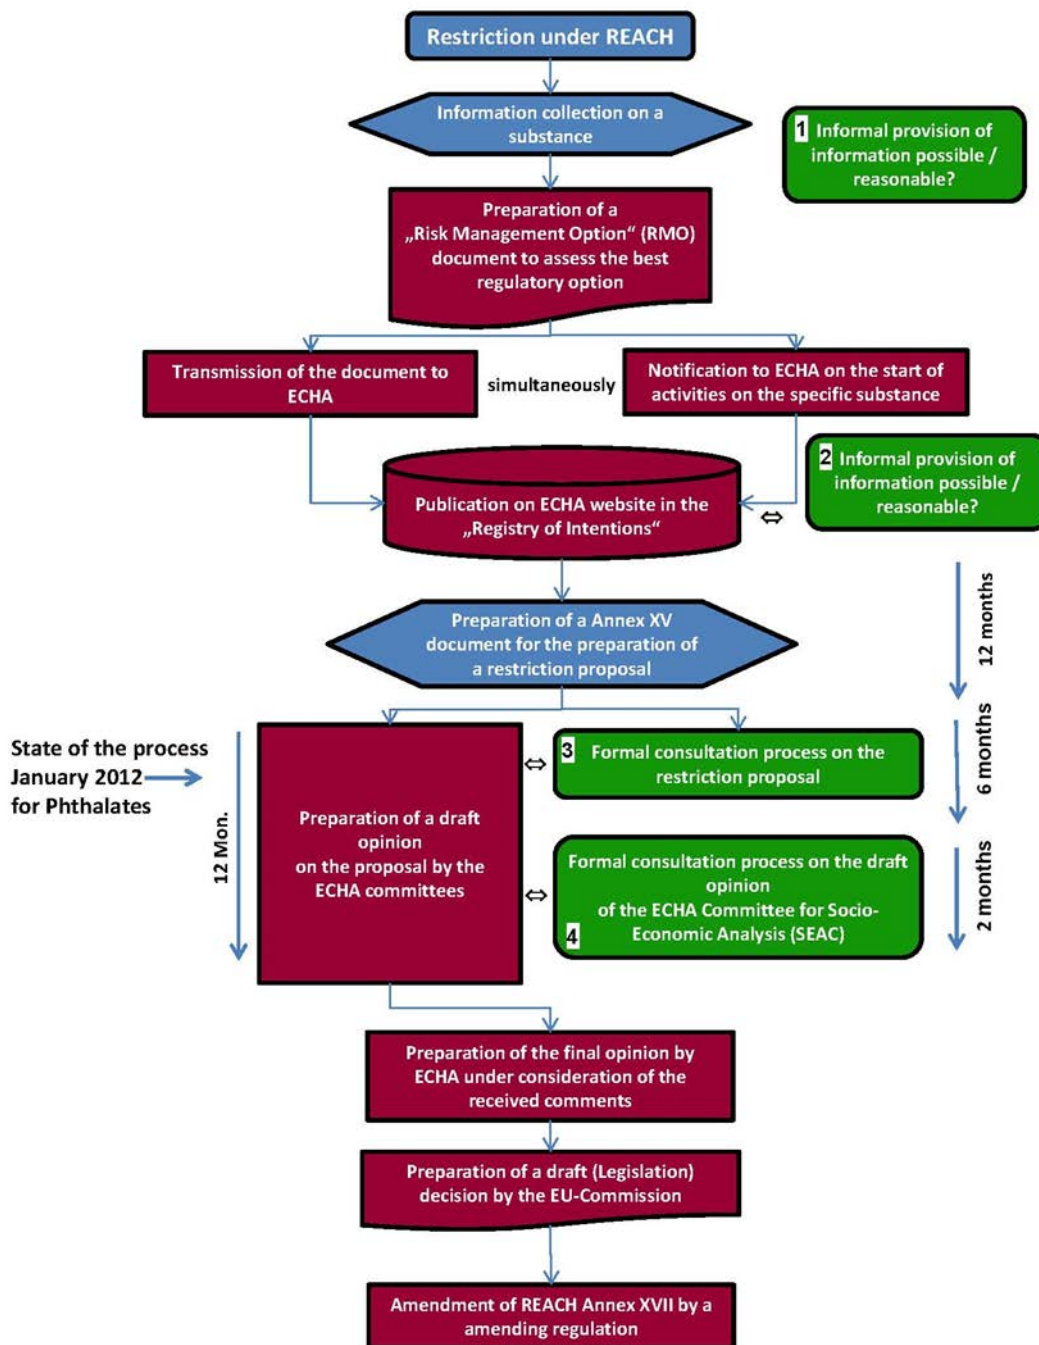 Restriction under REACH
Information collection on a
substance
1 Informal provision of
information possible /
reasonable?
Preparation of a
„Risk Management Option“ (RMO)
document to assess the best
regulatory option
Transmission of the document to
ECHA
simultaneously
Notification to ECHA on the start of
activities on the specific substance
2 Informal provision of
information possible /
reasonable?
Publication on ECHA website in the
„Registry of Intentions“
⇔
12 months
Preparation of a Annex XV
document for the preparation of
a restriction proposal
State of the process
January 2012
for Phthalates
12 Mon.
Preparation of a draft
opinion
on the proposal by the
ECHA committees
⇔
3 Formal consultation process on the
restriction proposal
6 months
⇔
Formal consultation process on the draft
opinion
of the ECHA Committee for Socio-
4 Economic Analysis (SEAC)
2 months
Preparation of the final opinion by
ECHA under consideration of the
received comments
Preparation of a draft (Legislation)
decision by the EU-Commission
Amendment of REACH Annex XVII by a
amending regulation